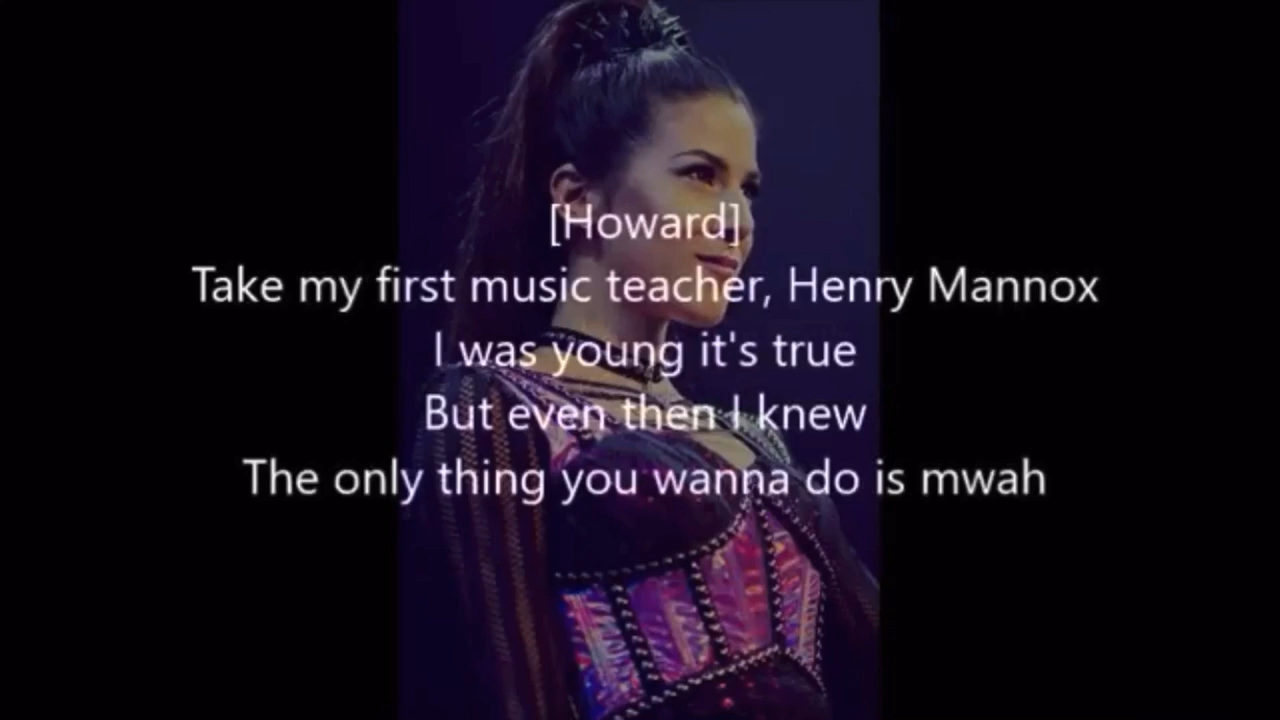 [Howard]
Take my first music teacher, Henry Mannox
I was young it's true
But even then I knew
The only thing you wanna do is mwah